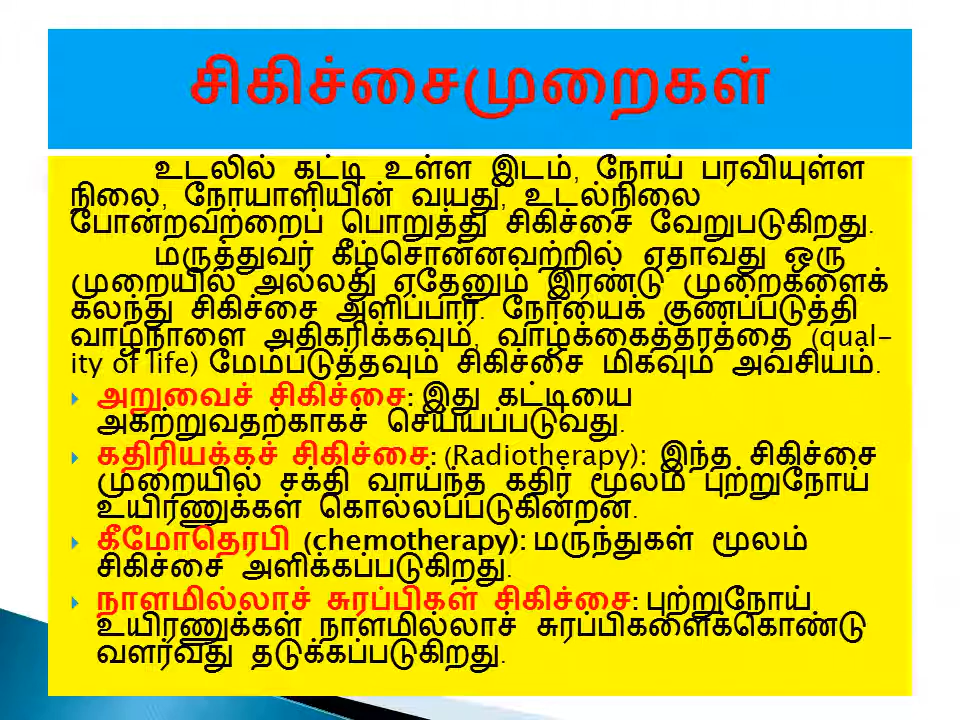 சிகிச்சைமுறைகள்
உடலில் கட்டி உள்ள இடம், நோய் பரவியுள்ள
நிலை, நோயாளியின் வயது, உடல்நிலை
போன்றவற்றைப் பொறுத்து சிகிச்சை வேறுபடுகிறது.
மருத்துவர் கீழ்சொன்னவற்றில் ஏதாவது ஒரு
முறையில் அல்லது ஏதேனும் இரண்டு முறைகளைக்
கலந்து சிகிச்சை அளிப்பார். நோயைக் குணப்படுத்தி
வாழ்நாளை அதிகரிக்கவும், வாழ்க்கைத்தரத்தை (qual-
ity of life) மேம்படுத்தவும் சிகிச்சை மிகவும் அவசியம்.
அறுவைச் சிகிச்சை: இது கட்டியை
அகற்றுவதற்காகச் செய்யப்படுவது.
கதிரியக்கச் சிகிச்சை: (Radiotherapy): இந்த சிகிச்சை
முறையில் சக்தி வாய்ந்த கதிர் மூலம் புற்றுநோய்
உயிரணுக்கள் கொல்லப்படுகின்றன.
கீமோதெரபி (chemotherapy): மருந்துகள் மூலம்
சிகிச்சை அளிக்கப்படுகிறது.
நாளமில்லாச் சுரப்பிகள் சிகிச்சை: புற்றுநோய்
உயிரணுக்கள் நாளமில்லாச் சுரப்பிகளைக்கொண்டு
வளர்வது தடுக்கப்படுகிறது.